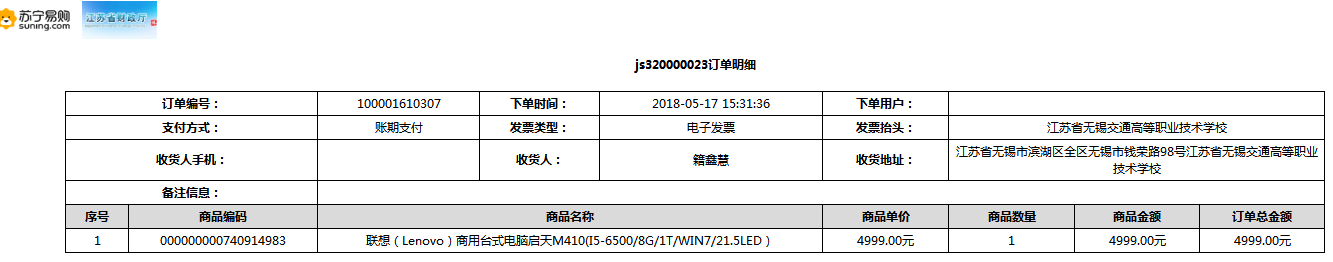 苏宁易购
suning.com
江苏省财政厅
js320000023订单明细
订单编号： 100001610307 下单时间： 2018-05-17 15:31:36 下单用户：
支付方式： 账期支付 发票类型： 电子发票 发票抬头： 江苏省无锡交通高等职业技术学校
收货人手机： 收货人： 籍鑫慧 收货地址： 江苏省无锡市滨湖区全区无锡市钱荣路98号江苏省无锡交通高等职业
技术学校
备注信息：
序号 商品编码 商品名称 商品单价 商品数量 商品金额 订单总金额
1 000000000740914983 联想（Lenovo）商用台式电脑启天M410(I5-6500/8G/1T/WIN7/21.5LED） 4999.00元 1 4999.00元 4999.00元